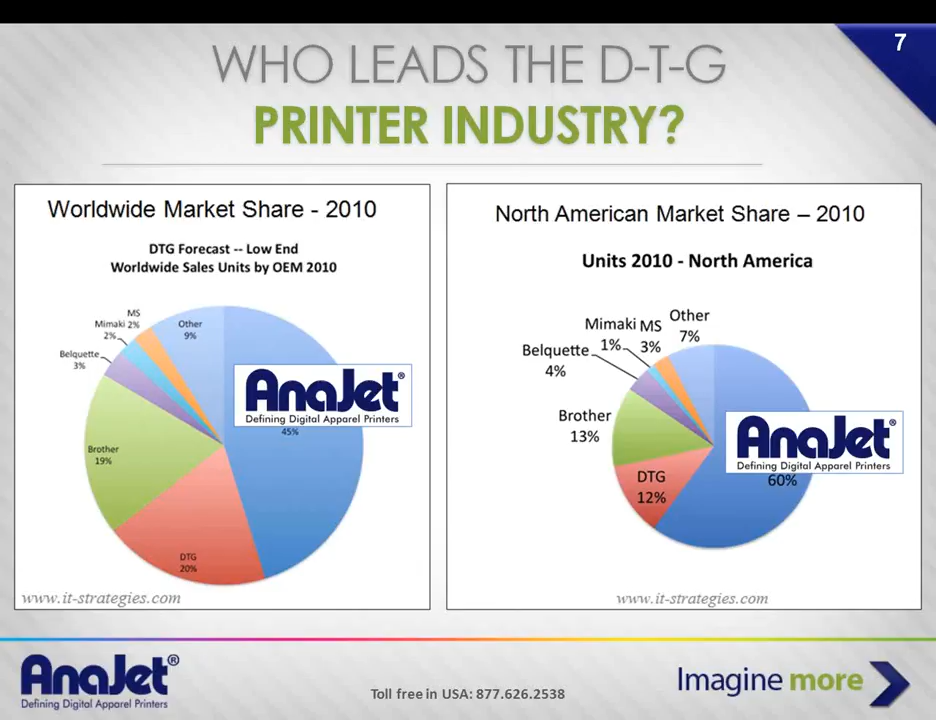 7
WHO LEADS THE D-T-G
PRINTER INDUSTRY?
Worldwide Market Share - 2010
DTG Forecast -- Low End
Worldwide Sales Units by OEM 2010
MS
2%
Mimaki
2%
Other
9%
Belquette
3%
AnaJet®
Defining Digital Apparel Printers
45%
Brother
19%
DTG
20%
www.it-strategies.com
North American Market Share – 2010
Units 2010 - North America
Other
7%
Mimaki
1%
MS
3%
Belquette
4%
Brother
13%
AnaJet®
Defining Digital Apparel Printers
60%
DTG
12%
www.it-strategies.com
AnaJet®
Defining Digital Apparel Printers
Toll free in USA: 877.626.2538
Imagine more